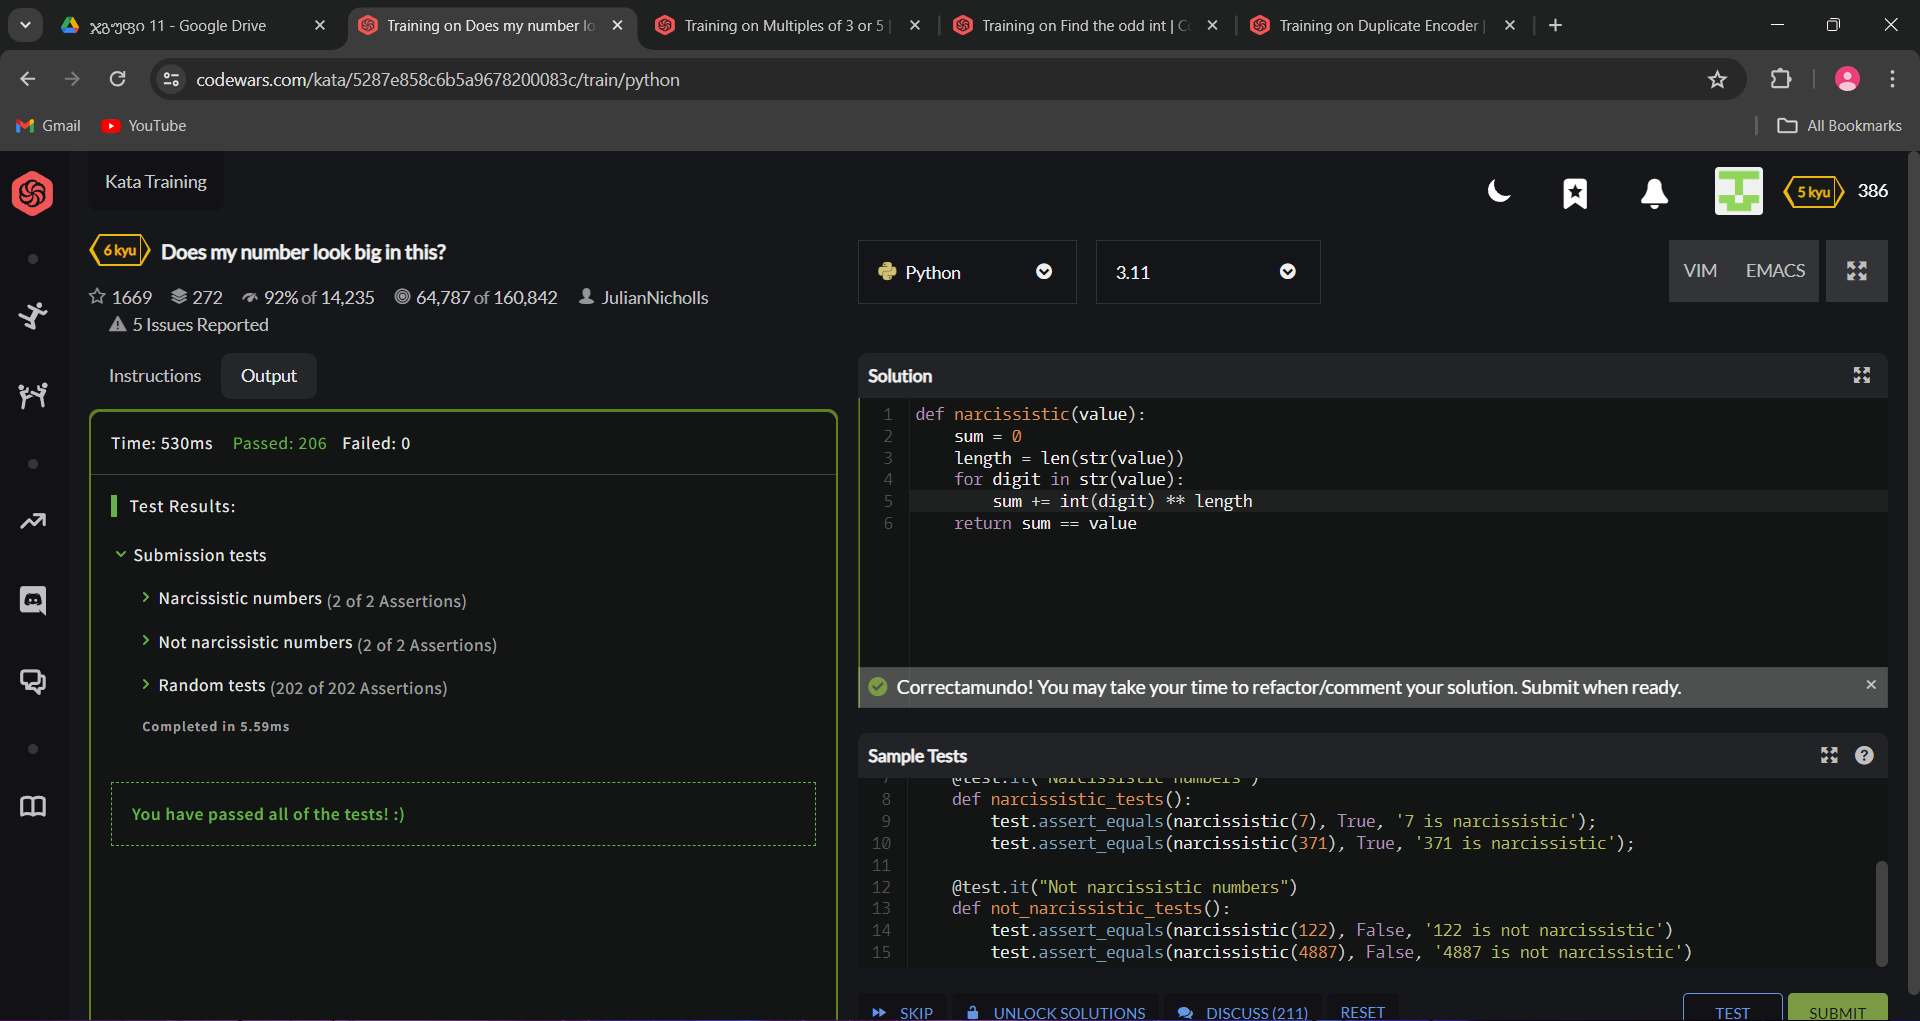 ჯგუფი 11 - Google Drive
Training on Does my number lo
Training on Multiples of 3 or 5 |
Training on Find the odd int | C
Training on Duplicate Encoder |
codewars.com/kata/5287e858c6b5a9678200083c/train/python
Gmail
YouTube
All Bookmarks
Kata Training
5 kyu
386
6 kyu
Does my number look big in this?
1669
272
92% of 14,235
64,787 of 160,842
JulianNicholls
5 Issues Reported
Python
3.11
VIM
EMACS
Instructions
Output
Time: 530ms Passed: 206 Failed: 0
Test Results:
Submission tests
Narcissistic numbers (2 of 2 Assertions)
Not narcissistic numbers (2 of 2 Assertions)
Random tests (202 of 202 Assertions)
Completed in 5.59ms
You have passed all of the tests! :)
Solution
1 def narcissistic(value):
2 sum = 0
3 length = len(str(value))
4 for digit in str(value):
5 sum += int(digit) ** length
6 return sum == value
Correctamundo! You may take your time to refactor/comment your solution. Submit when ready.
Sample Tests
7 @test.it("Narcissistic numbers")
8 def narcissistic_tests():
9 test.assert_equals(narcissistic(7), True, '7 is narcissistic');
10 test.assert_equals(narcissistic(371), True, '371 is narcissistic');
11
12 @test.it("Not narcissistic numbers")
13 def not_narcissistic_tests():
14 test.assert_equals(narcissistic(122), False, '122 is not narcissistic')
15 test.assert_equals(narcissistic(4887), False, '4887 is not narcissistic')
SKIP
UNLOCK SOLUTIONS
DISCUSS (211)
RESET
TEST
SUBMIT